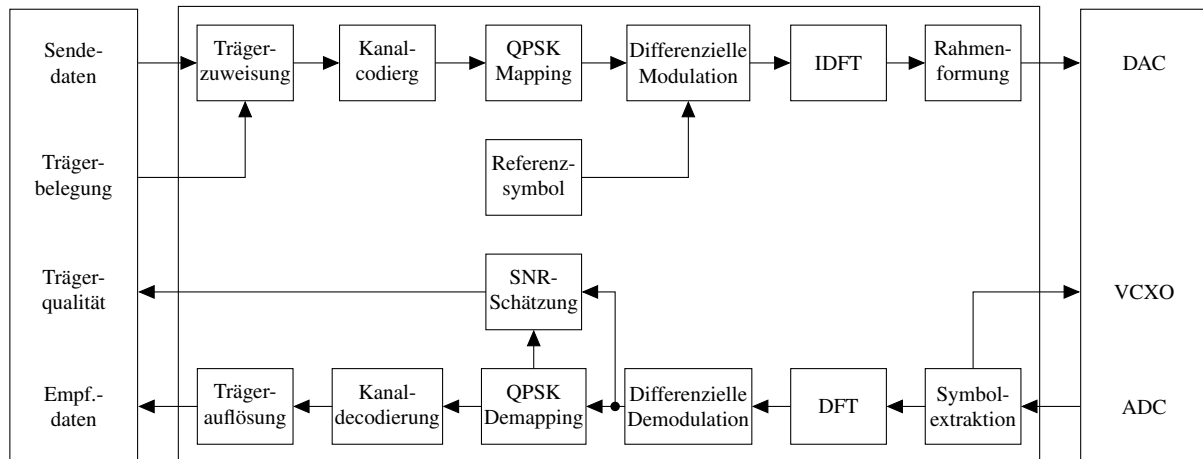 Sende-
daten
Träger-
zuweisung
Kanal-
codierg
QPSK
Mapping
Differenzielle
Modulation
IDFT
Rahmen-
formung
DAC
Träger-
belegung
Referenz-
symbol
Träger-
qualität
SNR-
Schätzung
VCXO
Empf.-
daten
Träger-
auflösung
Kanal-
decodierung
QPSK
Demapping
Differenzielle
Demodulation
DFT
Symbol-
extraktion
ADC